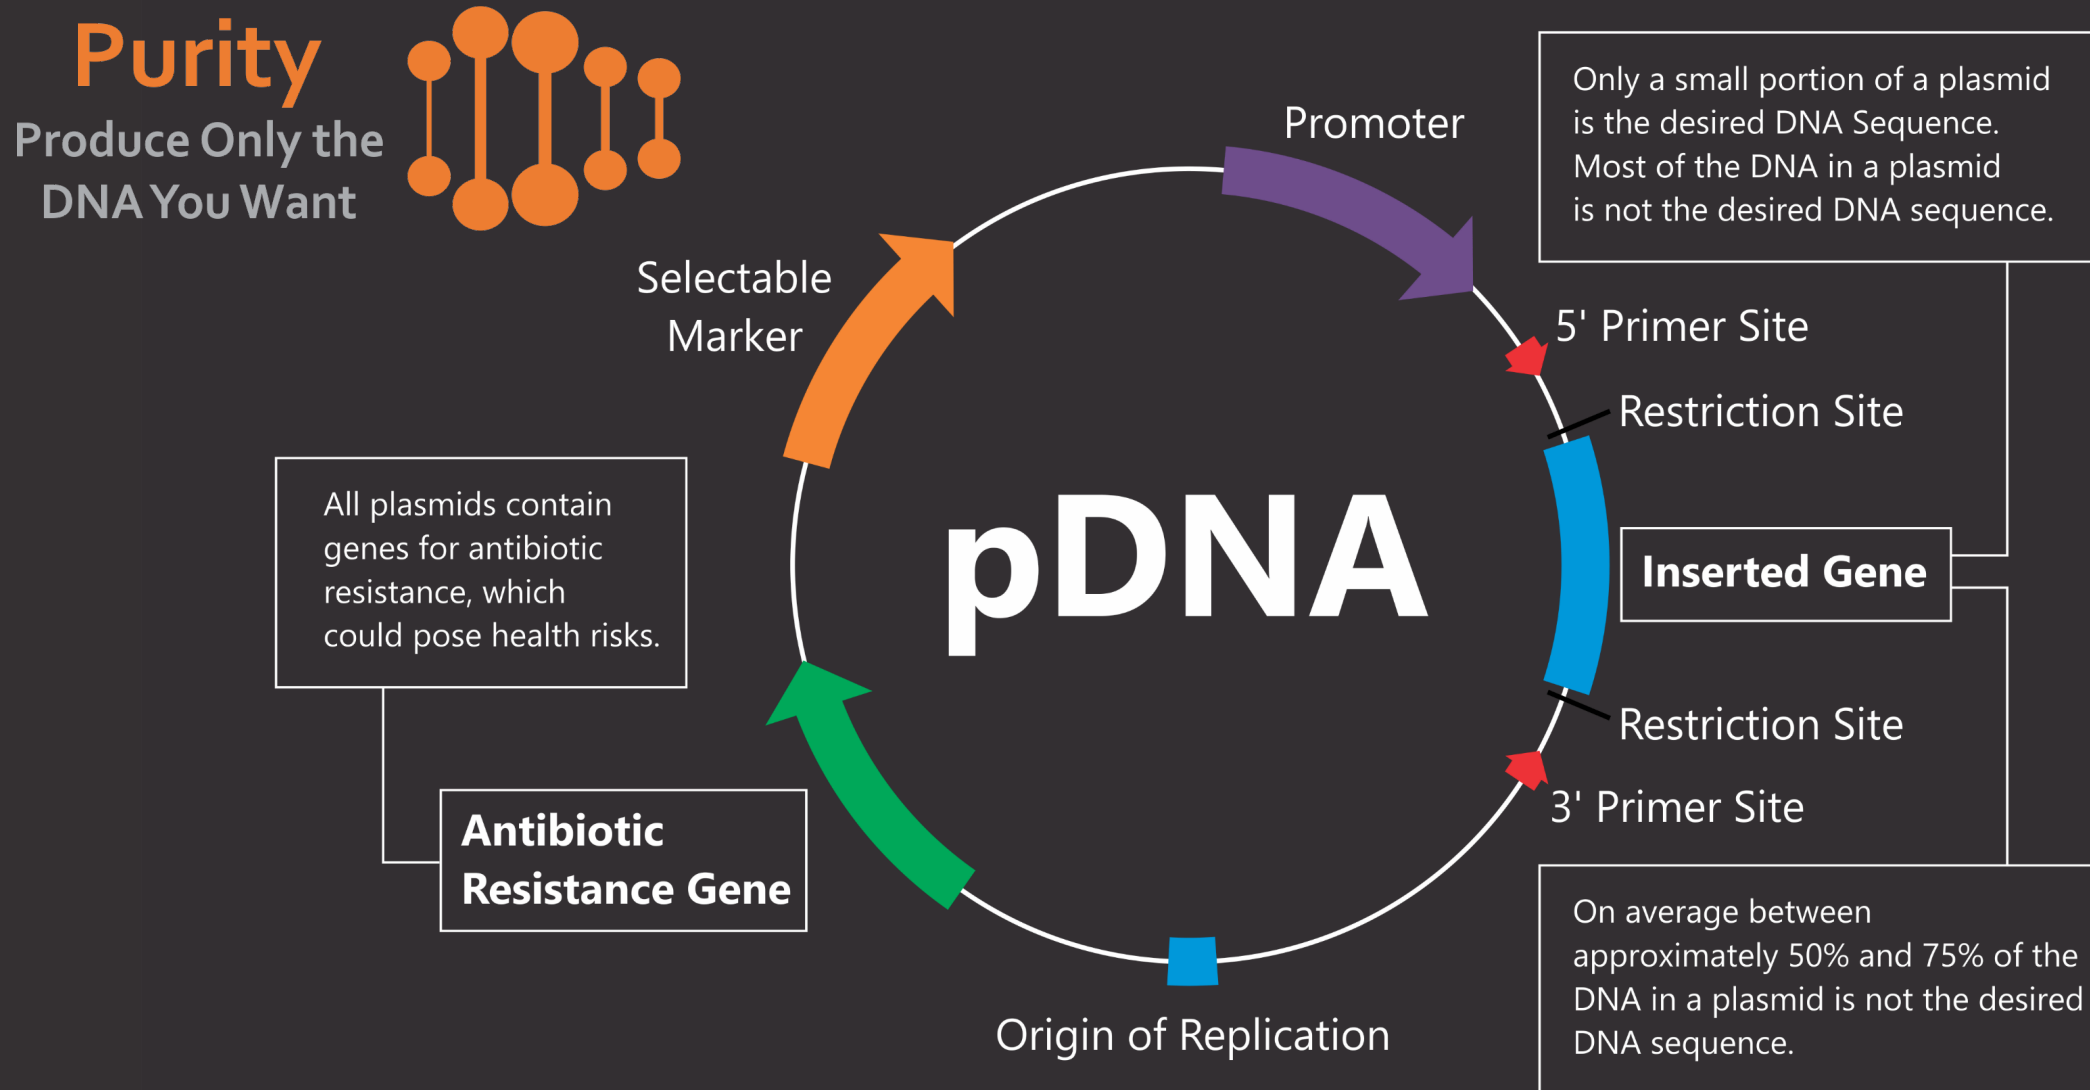 Purity
Produce Only the
DNA You Want
Promoter
Only a small portion of a plasmid
is the desired DNA Sequence.
Most of the DNA in a plasmid
is not the desired DNA sequence.
Selectable
Marker
5' Primer Site
Restriction Site
All plasmids contain
genes for antibiotic
resistance, which
could pose health risks.
pDNA
Inserted Gene
Restriction Site
3' Primer Site
Antibiotic
Resistance Gene
On average between
approximately 50% and 75% of the
DNA in a plasmid is not the desired
DNA sequence.
Origin of Replication